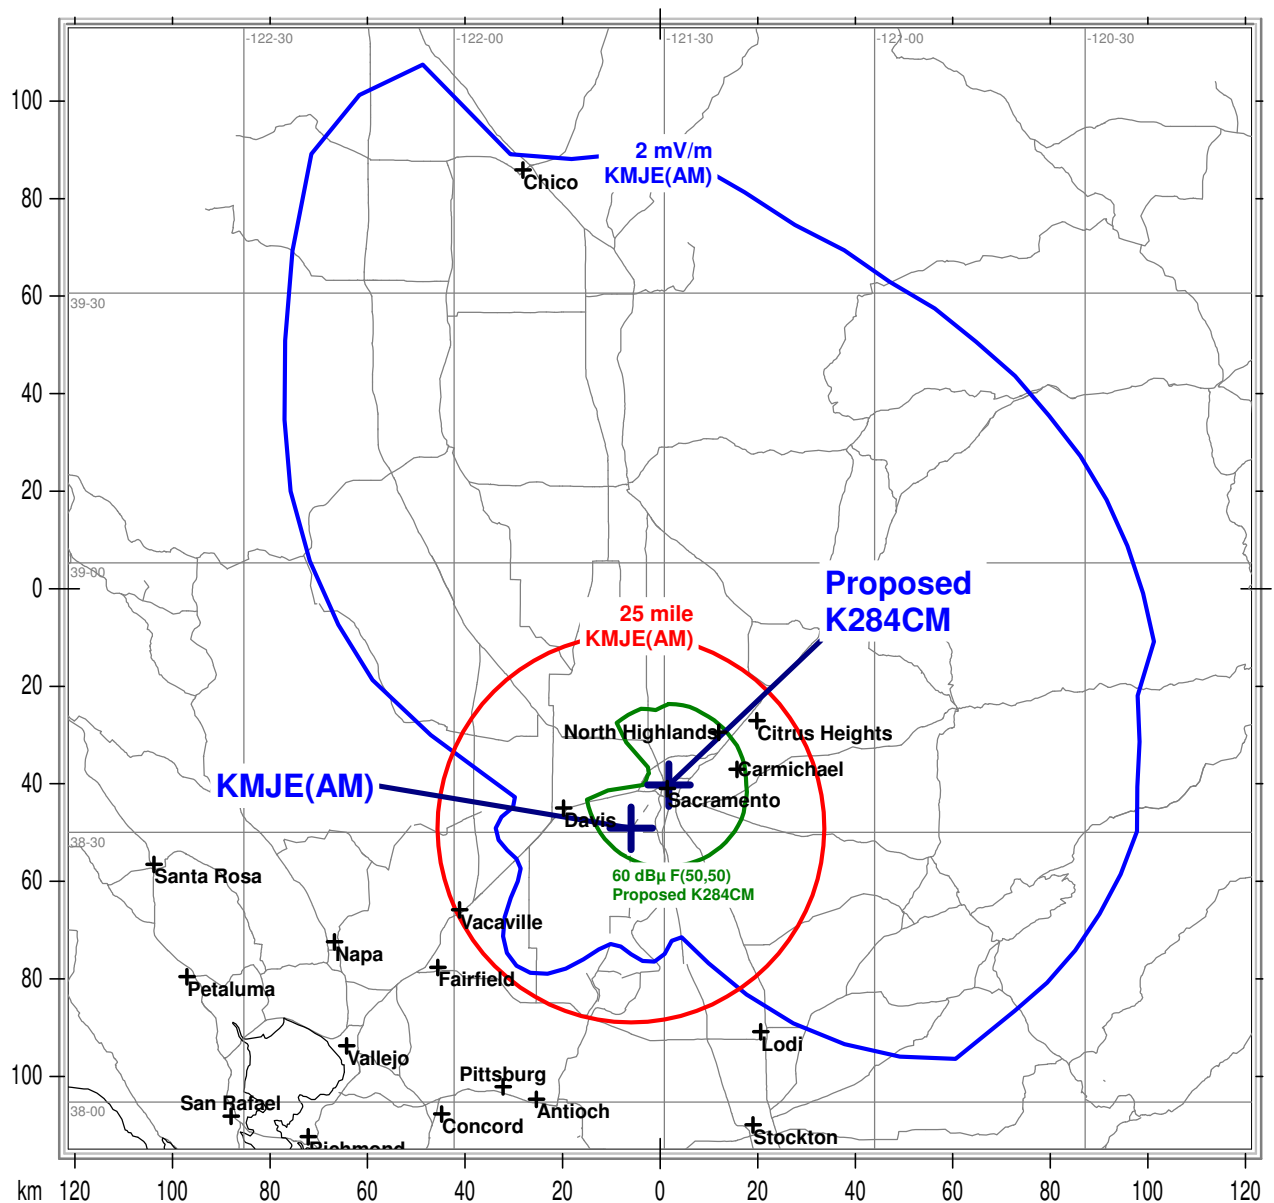 -122-30
-122-00
-121-30
-121-00
-120-30
100
80
60
40
20
0
20
40
60
80
100
39-30
39-00
38-30
38-00
2 mV/m
KMJE(AM)
Chico
Proposed
K284CM
25 mile
KMJE(AM)
North Highlands
Citrus Heights
Carmichael
Sacramento
KMJE(AM)
Davis
60 dBµ F(50,50)
Proposed K284CM
Santa Rosa
Vacaville
Napa
Fairfield
Petaluma
Lodi
Vallejo
Pittsburg
San Rafael
Antioch
Concord
Stockton
Richmond
km 120 100 80 60 40 20 0 20 40 60 80 100 120